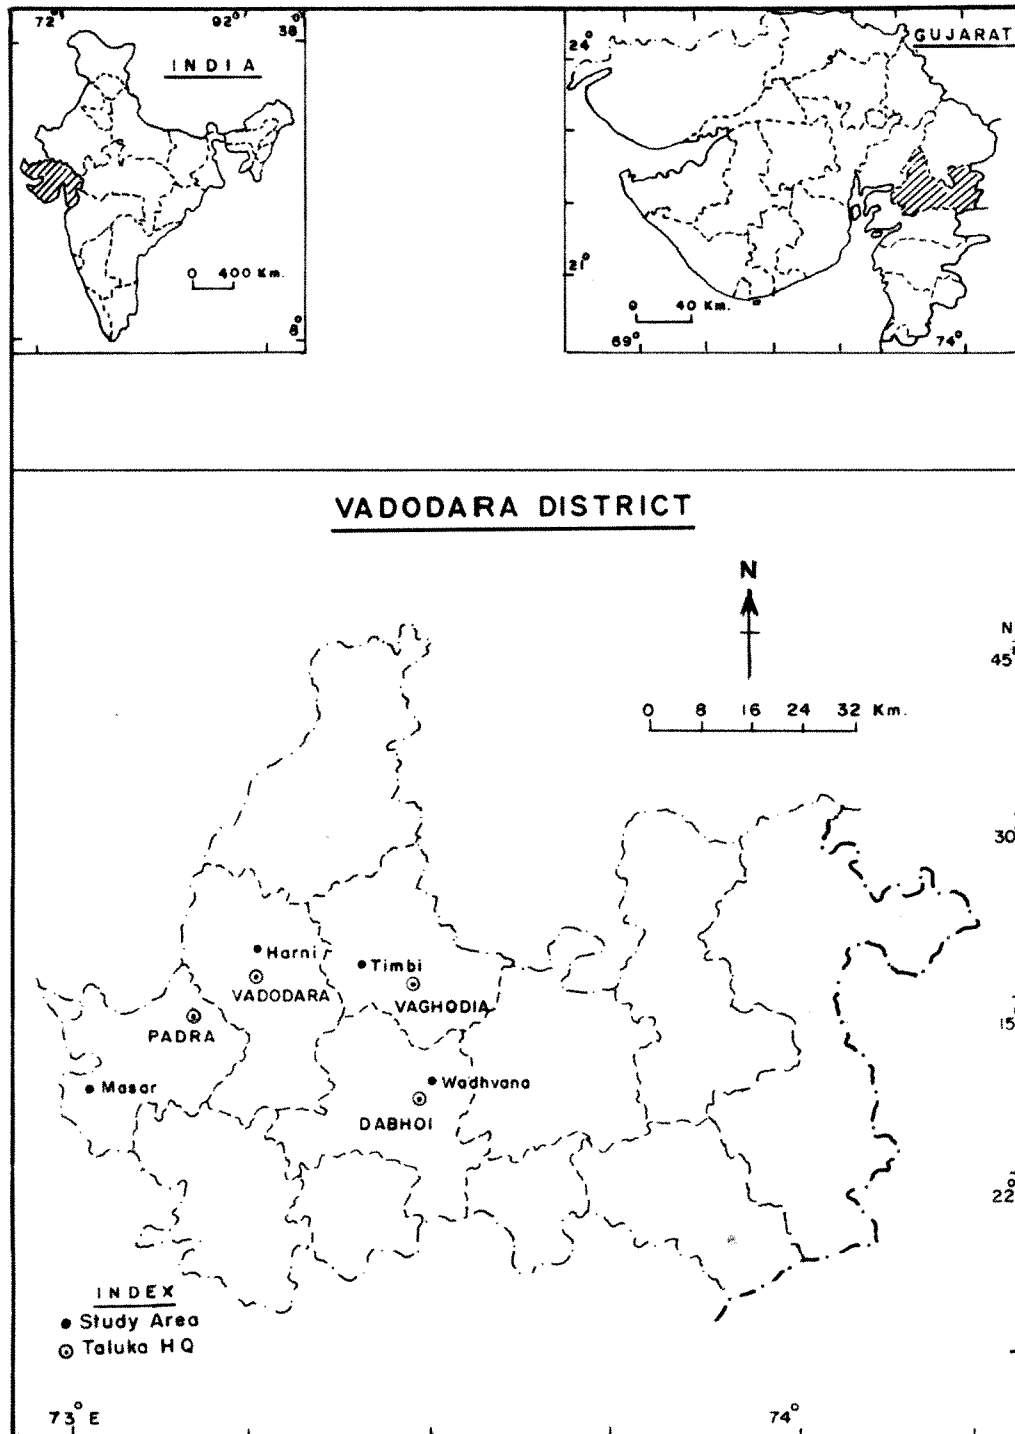 72° 92° 38°
INDIA
0 400 Km.
8°
GUJARAT
24°
21°
0 40 Km.
69° 74°
VADODARA DISTRICT
N
N
45'
0 8 16 24 32 Km.
30'
Harni
Timbi
VADODARA
VAGHODIA
15'
PADRA
Masar
Wadhvana
DABHOI
22°
INDEX
Study Area
Taluka HQ
73° E 74°